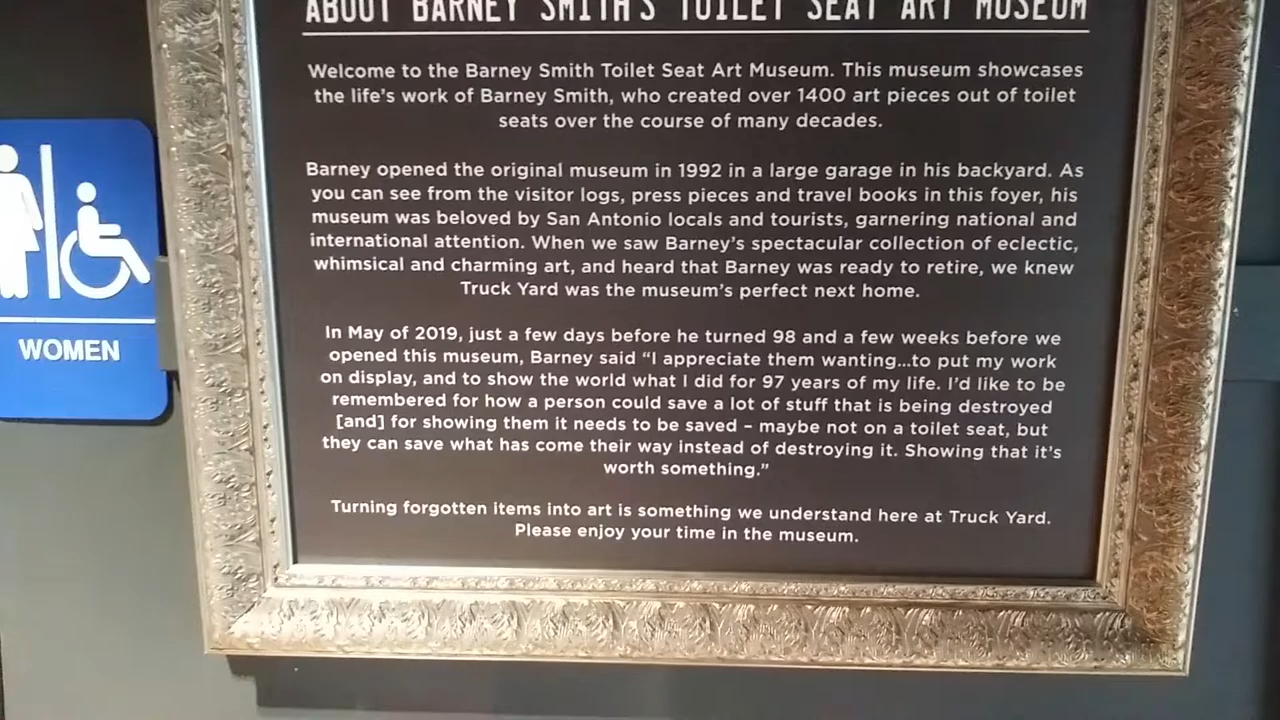 ABOUT BARNEY SMITH'S TOILET SEAT ART MUSEUM
Welcome to the Barney Smith Toilet Seat Art Museum. This museum showcases
the life's work of Barney Smith, who created over 1400 art pieces out of toilet
seats over the course of many decades.
Barney opened the original museum in 1992 in a large garage in his backyard. As
you can see from the visitor logs, press pieces and travel books in this foyer, his
museum was beloved by San Antonio locals and tourists, garnering national and
international attention. When we saw Barney's spectacular collection of eclectic,
whimsical and charming art, and heard that Barney was ready to retire, we knew
Truck Yard was the museum's perfect next home.
In May of 2019, just a few days before he turned 98 and a few weeks before we
opened this museum, Barney said “I appreciate them wanting...to put my work
on display, and to show the world what I did for 97 years of my life. I'd like to be
remembered for how a person could save a lot of stuff that is being destroyed
[and] for showing them it needs to be saved – maybe not on a toilet seat, but
they can save what has come their way instead of destroying it. Showing that it's
worth something.”
Turning forgotten items into art is something we understand here at Truck Yard.
Please enjoy your time in the museum.
WOMEN